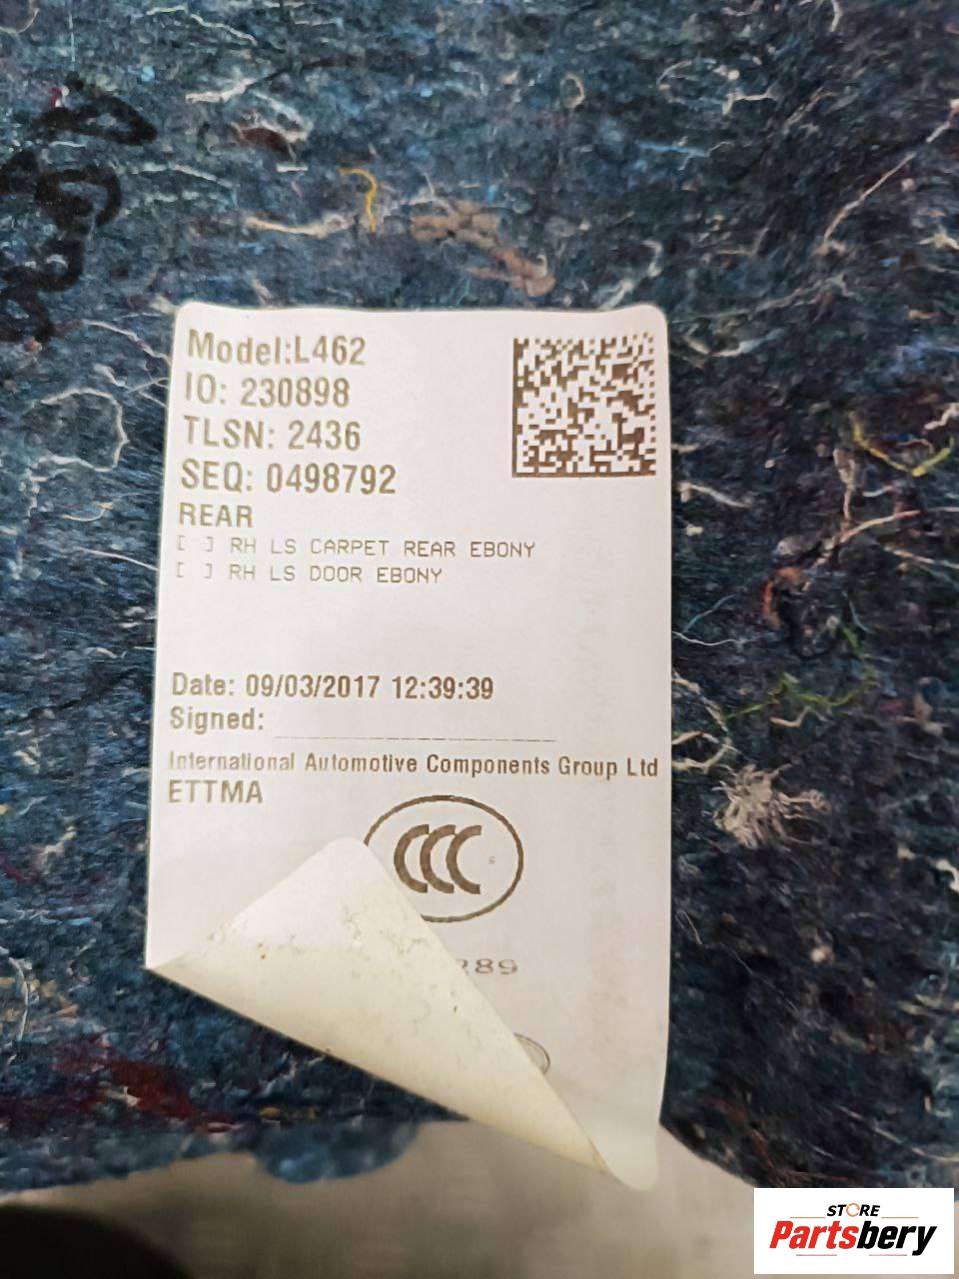 Model:L462
IO: 230898
TLSN: 2436
SEQ: 0498792
REAR
[ ] RH LS CARPET REAR EBONY
[ ] RH LS DOOR EBONY
Date: 09/03/2017 12:39:39
Signed:
International Automotive Components Group Ltd
ETTMA
CCC
S
289
STORE
Partsbery